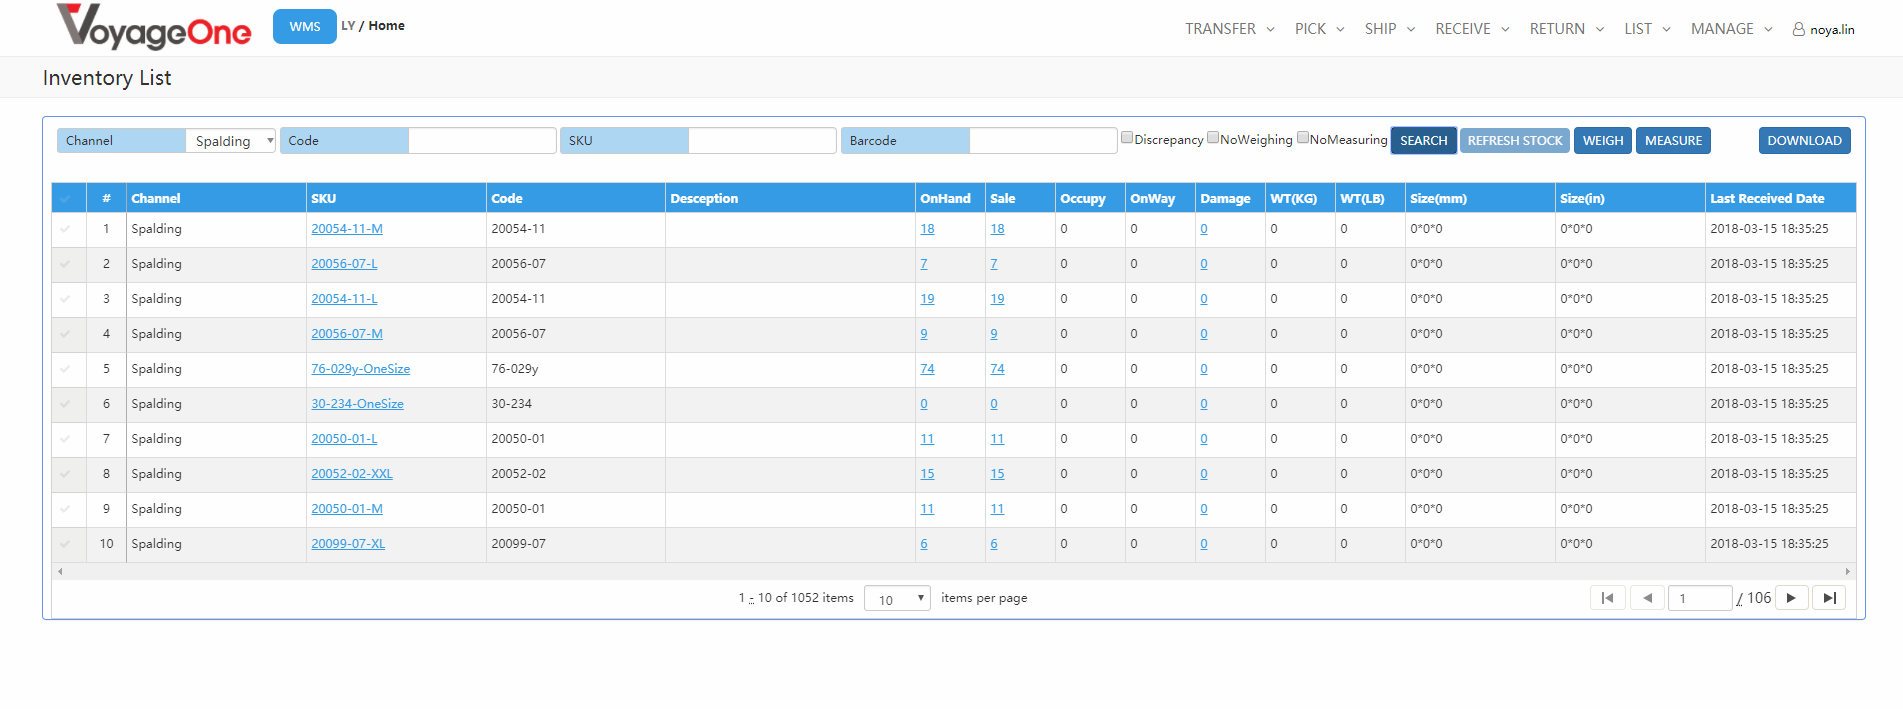 VoyageOne WMS LY / Home TRANSFER PICK SHIP RECEIVE RETURN LIST MANAGE noya.lin
Inventory List
Channel Spalding Code SKU Barcode Discrepancy NoWeighing NoMeasuring SEARCH REFRESH STOCK WEIGH MEASURE DOWNLOAD
# Channel SKU Code Desception OnHand Sale Occupy OnWay Damage WT(KG) WT(LB) Size(mm) Size(in) Last Received Date
1 Spalding 20054-11-M 20054-11 18 18 0 0 0 0 0 0*0*0 0*0*0 2018-03-15 18:35:25
2 Spalding 20056-07-L 20056-07 7 7 0 0 0 0 0 0*0*0 0*0*0 2018-03-15 18:35:25
3 Spalding 20054-11-L 20054-11 19 19 0 0 0 0 0 0*0*0 0*0*0 2018-03-15 18:35:25
4 Spalding 20056-07-M 20056-07 9 9 0 0 0 0 0 0*0*0 0*0*0 2018-03-15 18:35:25
5 Spalding 76-029y-OneSize 76-029y 74 74 0 0 0 0 0 0*0*0 0*0*0 2018-03-15 18:35:25
6 Spalding 30-234-OneSize 30-234 0 0 0 0 0 0 0 0*0*0 0*0*0 2018-03-15 18:35:25
7 Spalding 20050-01-L 20050-01 11 11 0 0 0 0 0 0*0*0 0*0*0 2018-03-15 18:35:25
8 Spalding 20052-02-XXL 20052-02 15 15 0 0 0 0 0 0*0*0 0*0*0 2018-03-15 18:35:25
9 Spalding 20050-01-M 20050-01 11 11 0 0 0 0 0 0*0*0 0*0*0 2018-03-15 18:35:25
10 Spalding 20099-07-XL 20099-07 6 6 0 0 0 0 0 0*0*0 0*0*0 2018-03-15 18:35:25
1 - 10 of 1052 items 10 items per page 1 / 106